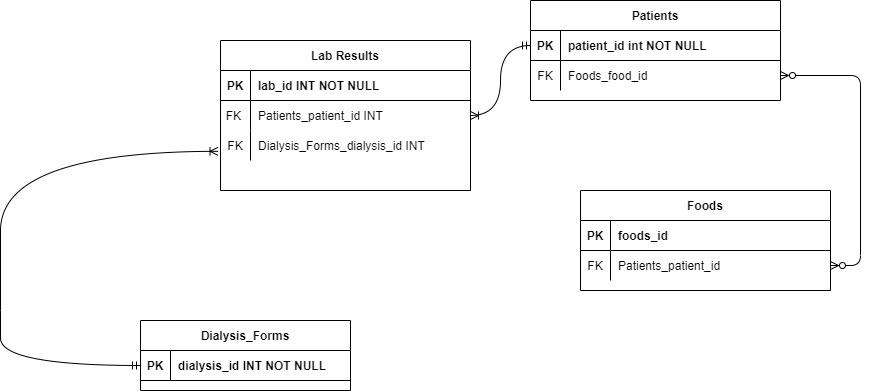 Patients
PK patient_id int NOT NULL
FK Foods_food_id
Lab Results
PK lab_id INT NOT NULL
FK Patients_patient_id INT
FK Dialysis_Forms_dialysis_id INT
Foods
PK foods_id
FK Patients_patient_id
Dialysis_Forms
PK dialysis_id INT NOT NULL